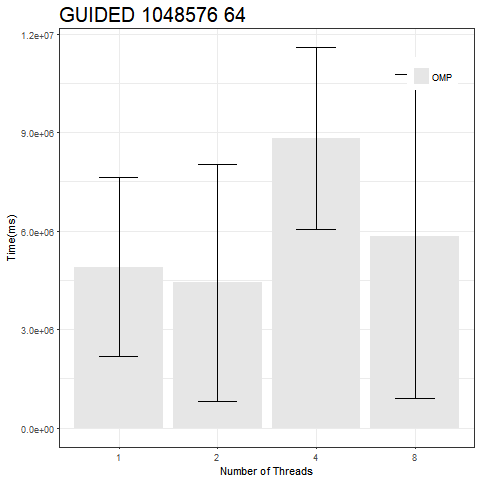 GUIDED 1048576 64
1.2e+07
9.0e+06
6.0e+06
3.0e+06
0.0e+00
Time(ms)
OMP
1 2 4 8
Number of Threads